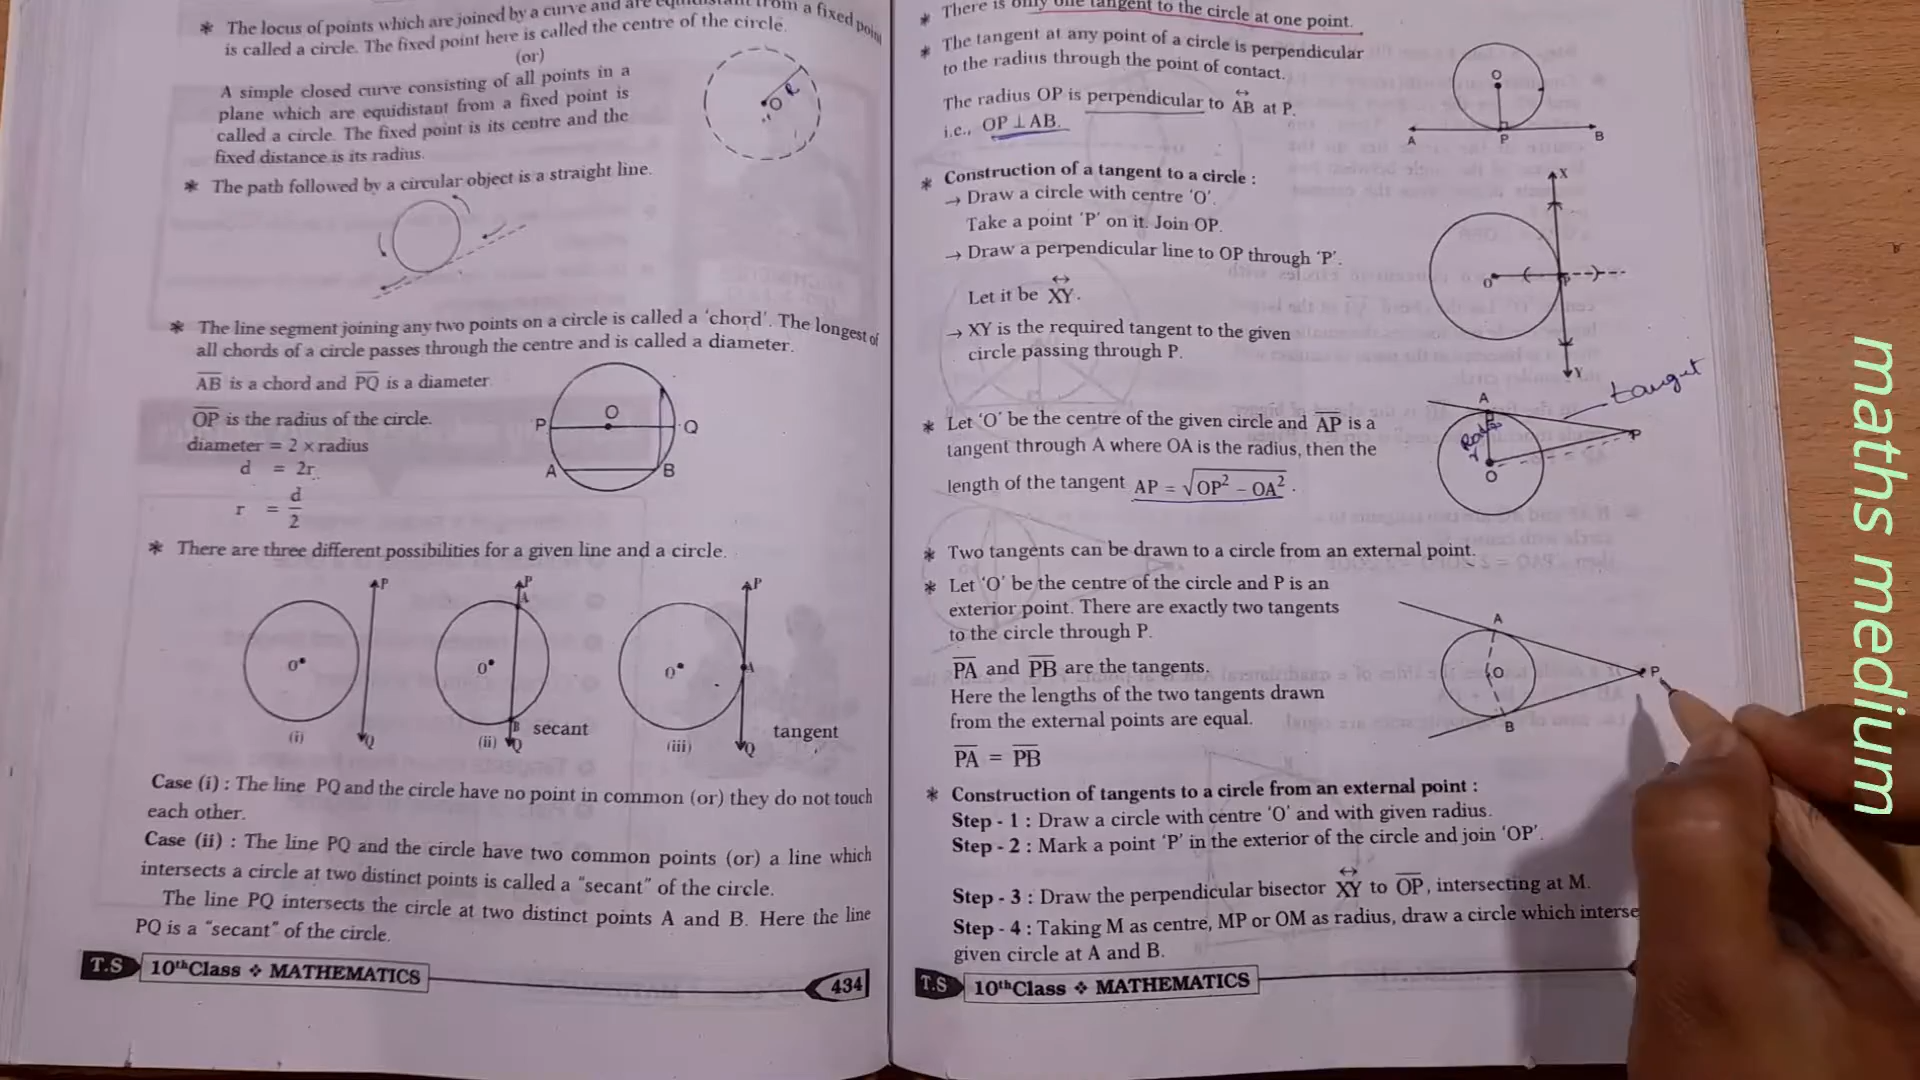 * The locus of points which are joined by a curve and are equidistant from a fixed point
is called a circle. The fixed point here is called the centre of the circle.
(or)
A simple closed curve consisting of all points in a
plane which are equidistant from a fixed point is
called a circle. The fixed point is its centre and the
fixed distance is its radius.
O
* The path followed by a circular object is a straight line.
* The line segment joining any two points on a circle is called a 'chord'. The longest of
all chords of a circle passes through the centre and is called a diameter.
AB is a chord and PQ is a diameter
OP is the radius of the circle.
diameter = 2 × radius
d = 2r
r = d/2
P O Q
A B
* There are three different possibilities for a given line and a circle.
P P P
A
O O O A
B secant
(i) Q (ii) Q (iii) Q tangent
Case (i) : The line PQ and the circle have no point in common (or) they do not touch
each other.
Case (ii) : The line PQ and the circle have two common points (or) a line which
intersects a circle at two distinct points is called a "secant" of the circle.
The line PQ intersects the circle at two distinct points A and B. Here the line
PQ is a "secant" of the circle.
T.S 10thClass ❖ MATHEMATICS 434
* There is only one tangent to the circle at one point.
* The tangent at any point of a circle is perpendicular
to the radius through the point of contact.
The radius OP is perpendicular to AB at P.
i.e., OP ⊥ AB.
O
A P B
* Construction of a tangent to a circle :
→ Draw a circle with centre 'O'.
Take a point 'P' on it. Join OP.
→ Draw a perpendicular line to OP through 'P'.
Let it be XY.
→ XY is the required tangent to the given
circle passing through P.
X
O P
Y
tangut
* Let 'O' be the centre of the given circle and AP is a
tangent through A where OA is the radius, then the
length of the tangent AP = √OP² − OA² .
A
P
O
* Two tangents can be drawn to a circle from an external point.
* Let 'O' be the centre of the circle and P is an
exterior point. There are exactly two tangents
to the circle through P.
PA and PB are the tangents.
Here the lengths of the two tangents drawn
from the external points are equal.
PA = PB
A
O P
B
* Construction of tangents to a circle from an external point :
Step - 1 : Draw a circle with centre 'O' and with given radius.
Step - 2 : Mark a point 'P' in the exterior of the circle and join 'OP'.
Step - 3 : Draw the perpendicular bisector XY to OP, intersecting at M.
Step - 4 : Taking M as centre, MP or OM as radius, draw a circle which interse
given circle at A and B.
T.S 10thClass ❖ MATHEMATICS
maths medium